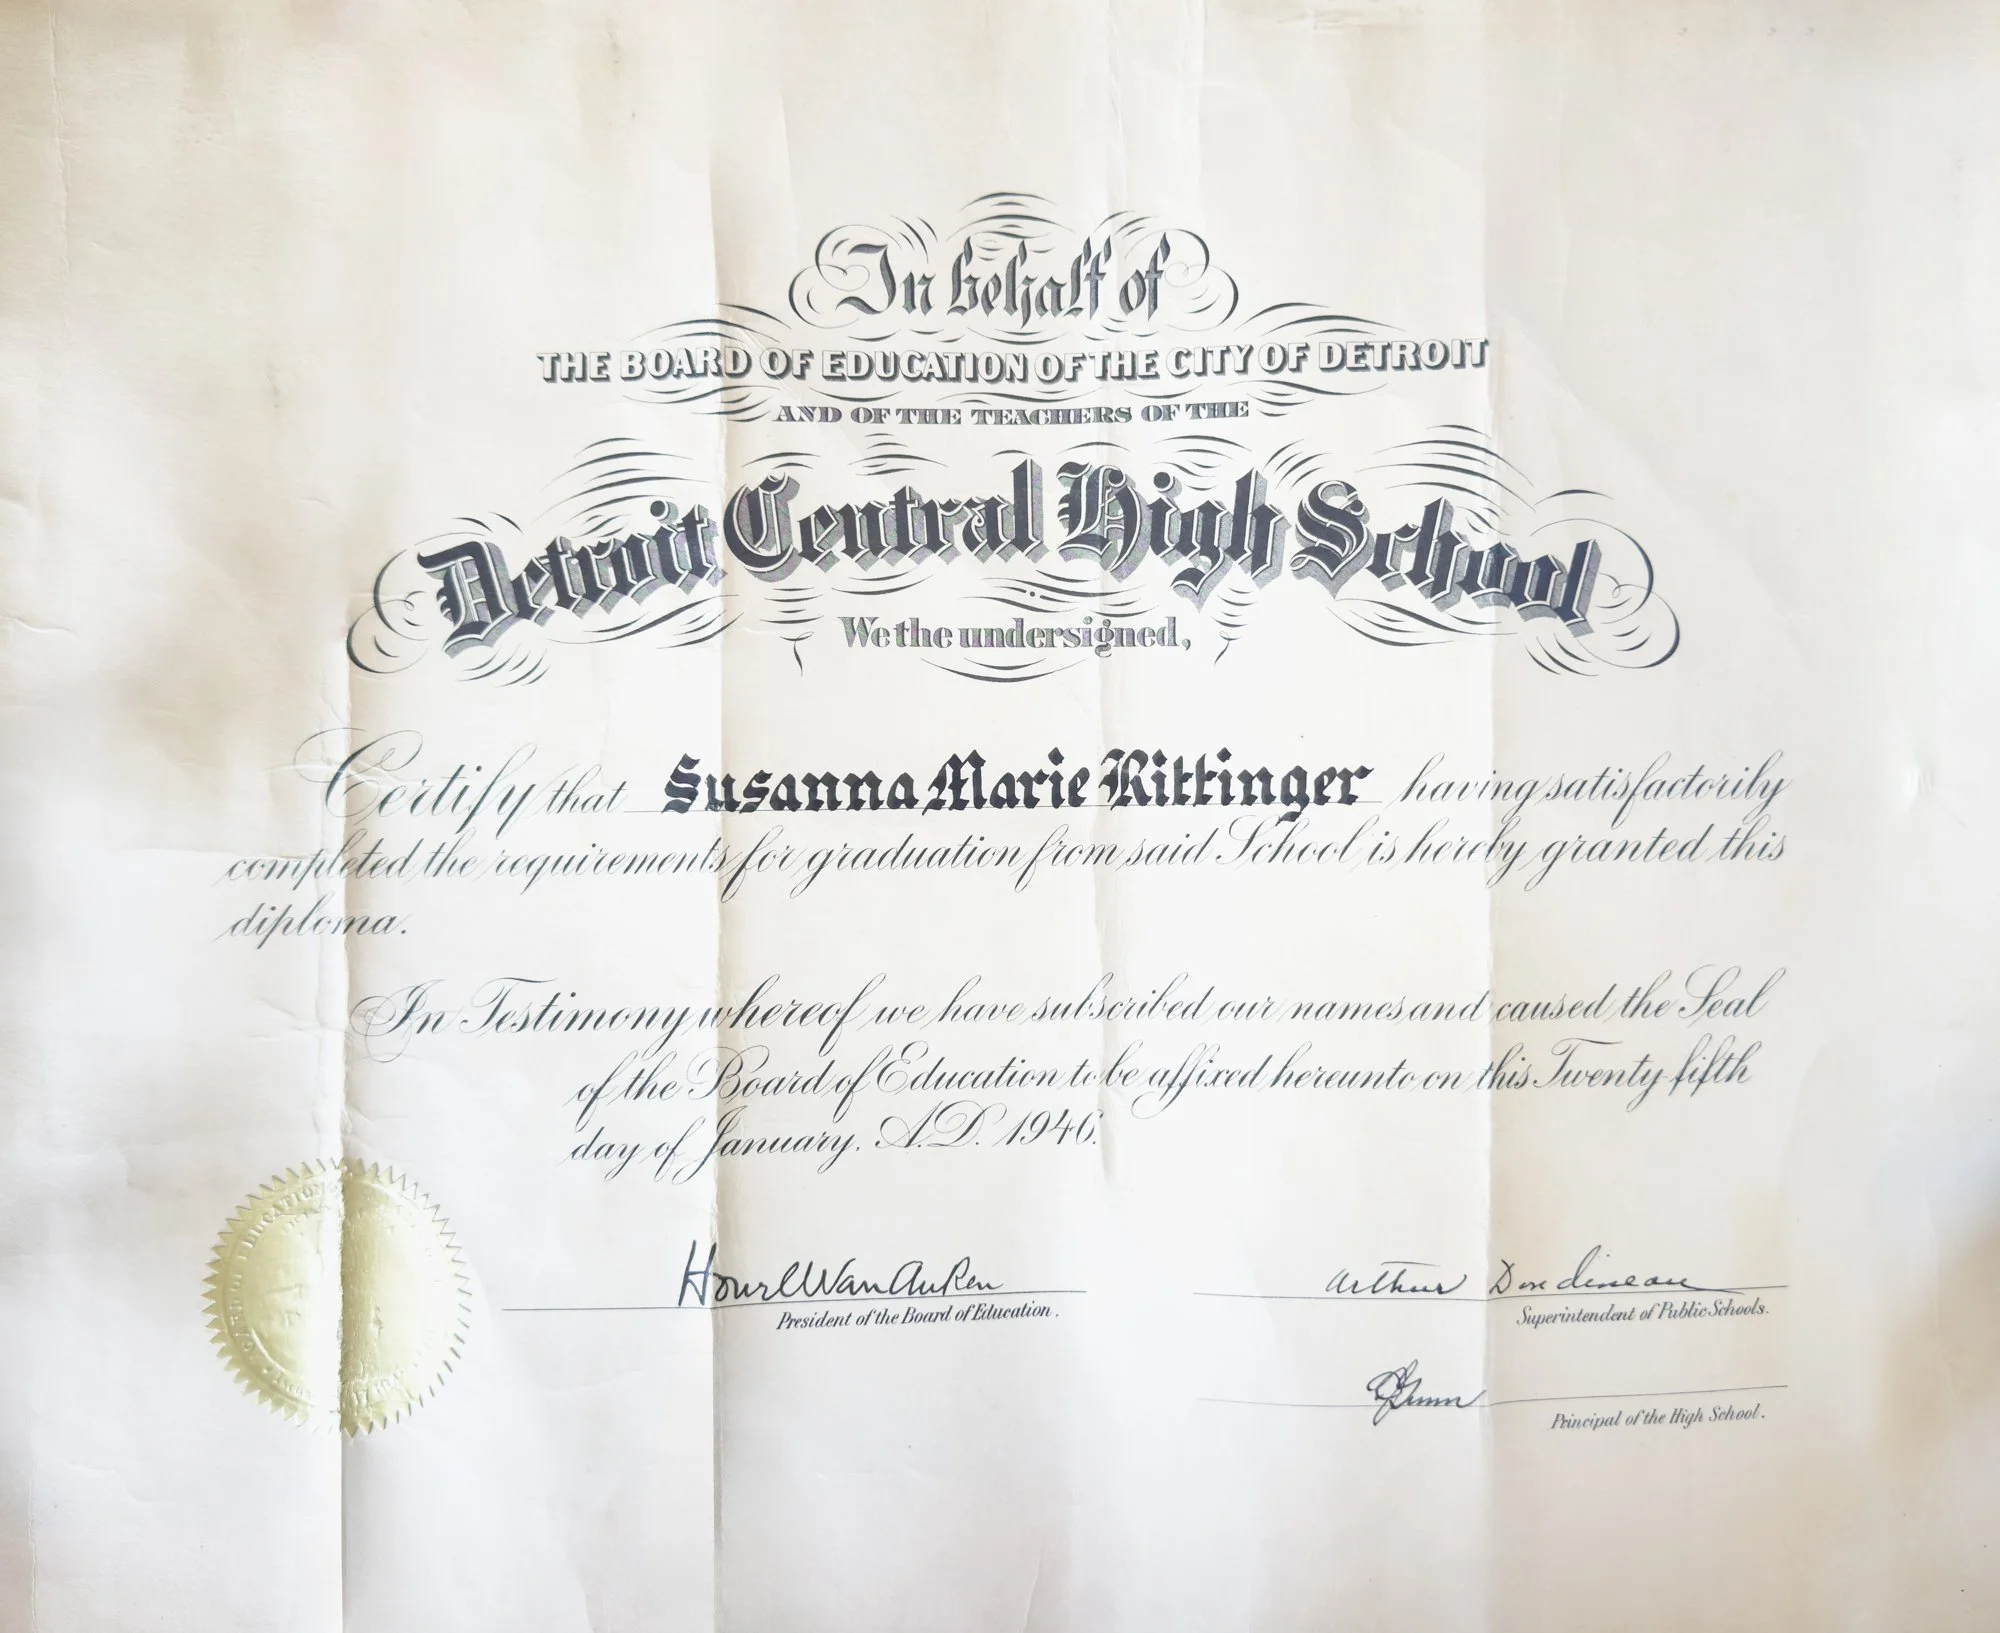 In behalf of
THE BOARD OF EDUCATION OF THE CITY OF DETROIT
AND OF THE TEACHERS OF THE
Detroit Central High School
We the undersigned,
Certify that Susanna Marie Rittinger having satisfactorily
completed the requirements for graduation from said School is hereby granted this
diploma.
In Testimony whereof we have subscribed our names and caused the Seal
of the Board of Education to be affixed hereunto on this Twenty fifth
day of January. A.D. 1946.
Van Auken
President of the Board of Education.
Arthur Dondineau
Superintendent of Public Schools.
Principal of the High School.
EDUCATION